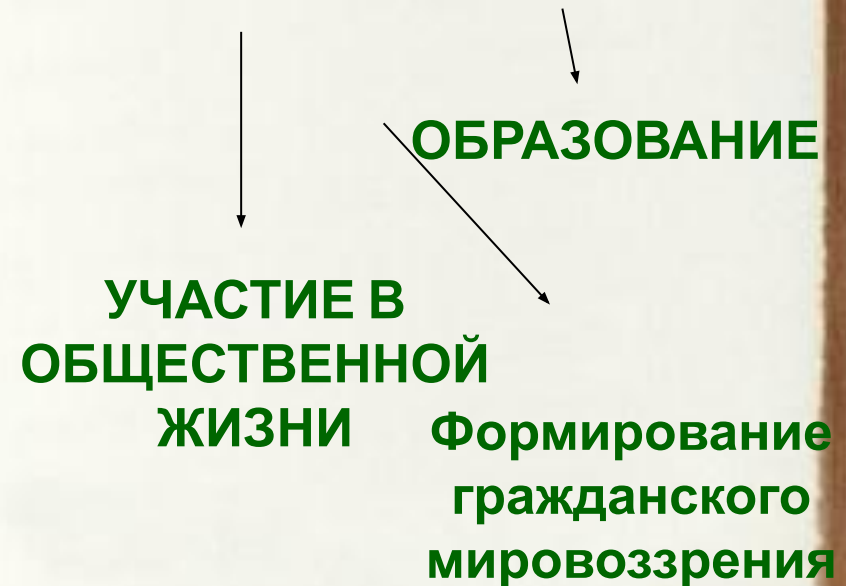 ОБРАЗОВАНИЕ
УЧАСТИЕ В
ОБЩЕСТВЕННОЙ
ЖИЗНИ
Формирование
гражданского
мировоззрения